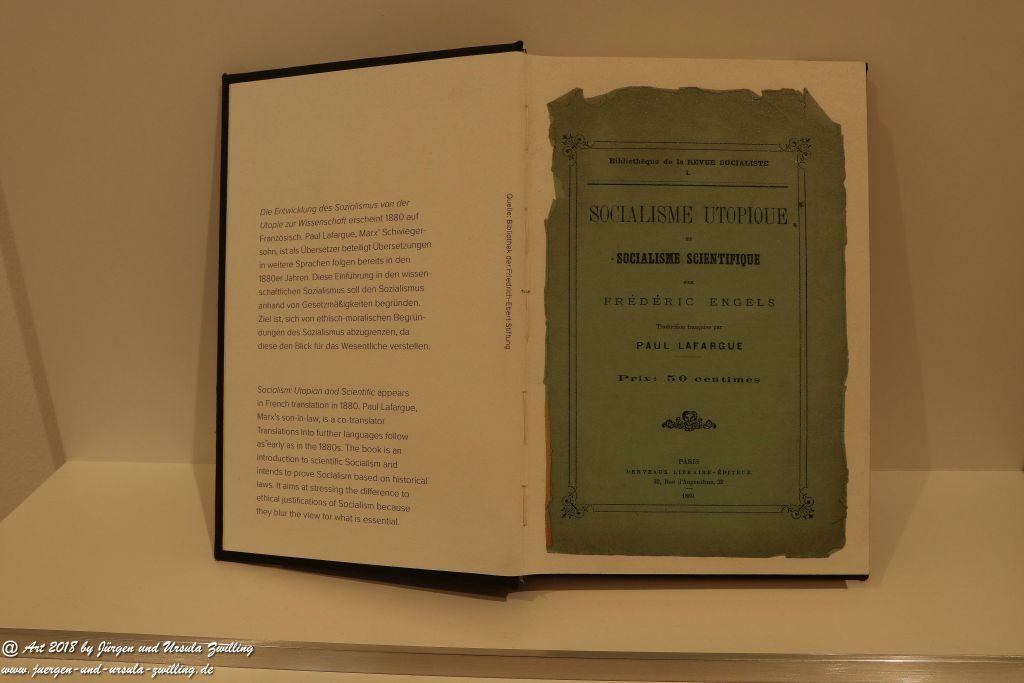 Die Entwicklung des Sozialismus von der
Utopie zur Wissenschaft erscheint 1880 auf
Französisch. Paul Lafargue, Marx' Schwieger-
sohn, ist als Übersetzer beteiligt Übersetzungen
in weitere Sprachen folgen bereits in den
1880er Jahren. Diese Einführung in den wissen-
schaftlichen Sozialismus soll den Sozialismus
anhand von Gesetzmäßigkeiten begründen.
Ziel ist, sich von ethisch-moralischen Begrün-
dungen des Sozialismus abzugrenzen, da
diese den Blick für das Wesentliche verstellen.
Socialism: Utopian and Scientific appears
in French translation in 1880. Paul Lafargue,
Marx's son-in-law, is a co-translator
Translations into further languages follow
as early as in the 1880s. The book is an
introduction to scientific Socialism and
intends to prove Socialism based on historical
laws. It aims at stressing the difference to
ethical justifications of Socialism because
they blur the view for what is essential.
Quelle: Bibliothek der Friedrich-Ebert-Stiftung
Bibliothèque de la REVUE SOCIALISTE
I.
SOCIALISME UTOPIQUE
ET
SOCIALISME SCIENTIFIQUE
PAR
FRÉDÉRIC ENGELS
Traduction française par
PAUL LAFARGUE
Prix: 50 centimes
PARIS
DERVEAUX LIBRAIRE-ÉDITEUR
32, Rue d'Angoulême, 32
1880
@ Art 2018 by Jürgen und Ursula Zwilling
www.juergen-und-ursula-zwilling.de